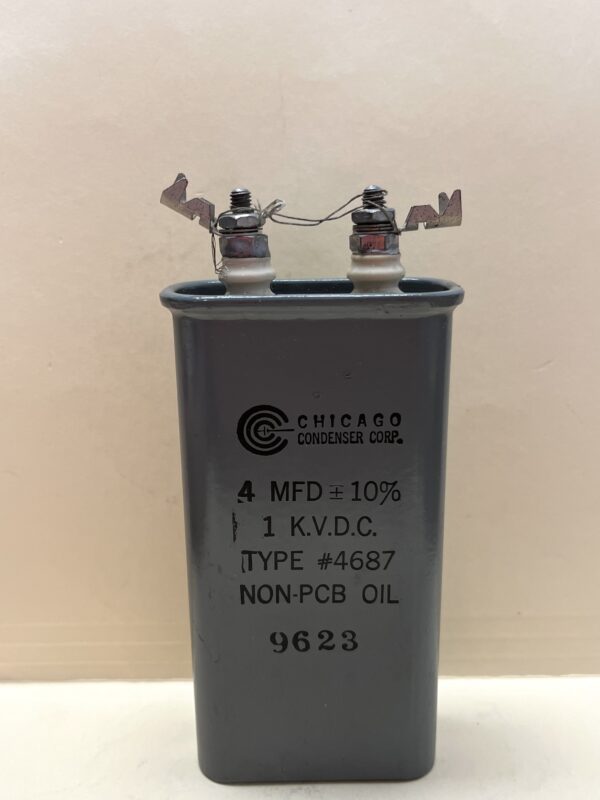 CHICAGO
CONDENSER CORP.
4 MFD ± 10%
1 K.V.D.C.
TYPE #4687
NON-PCB OIL
9623